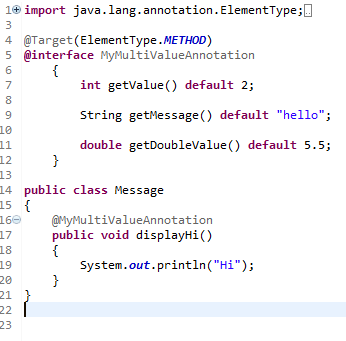 1 import java.lang.annotation.ElementType;
3
4 @Target(ElementType.METHOD)
5 @interface MyMultiValueAnnotation
6 {
7 int getValue() default 2;
8
9 String getMessage() default "hello";
10
11 double getDoubleValue() default 5.5;
12 }
13
14 public class Message
15 {
16 @MyMultiValueAnnotation
17 public void displayHi()
18 {
19 System.out.println("Hi");
20 }
21 }
22
23